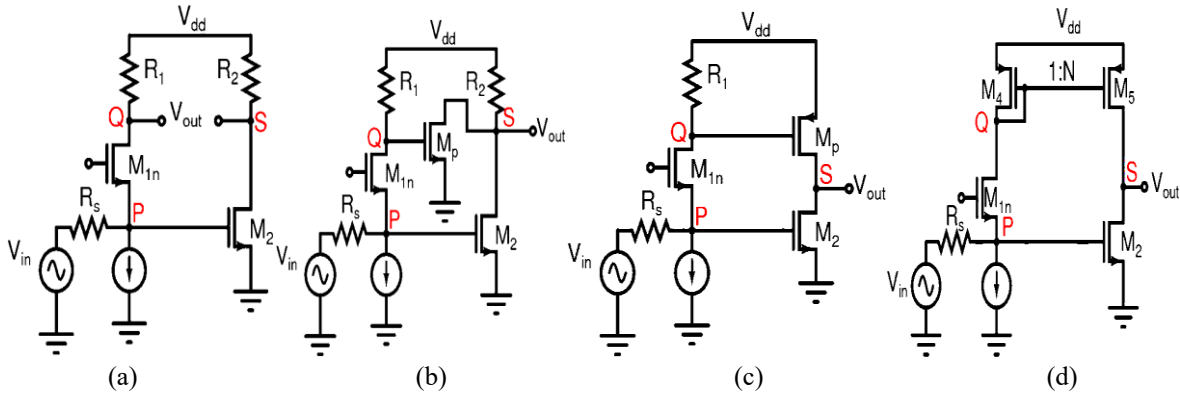 V_dd
R_1
R_2
Q
V_out
S
M_1n
R_s
P
V_in
M_2
(a)
V_dd
R_1
R_2
S
Q
V_out
M_p
M_1n
R_s
P
V_in
M_2
(b)
V_dd
R_1
Q
M_p
M_1n
S
V_out
R_s
P
V_in
M_2
(c)
V_dd
1:N
M_4
M_5
Q
S
V_out
M_1n
R_s
P
V_in
M_2
(d)